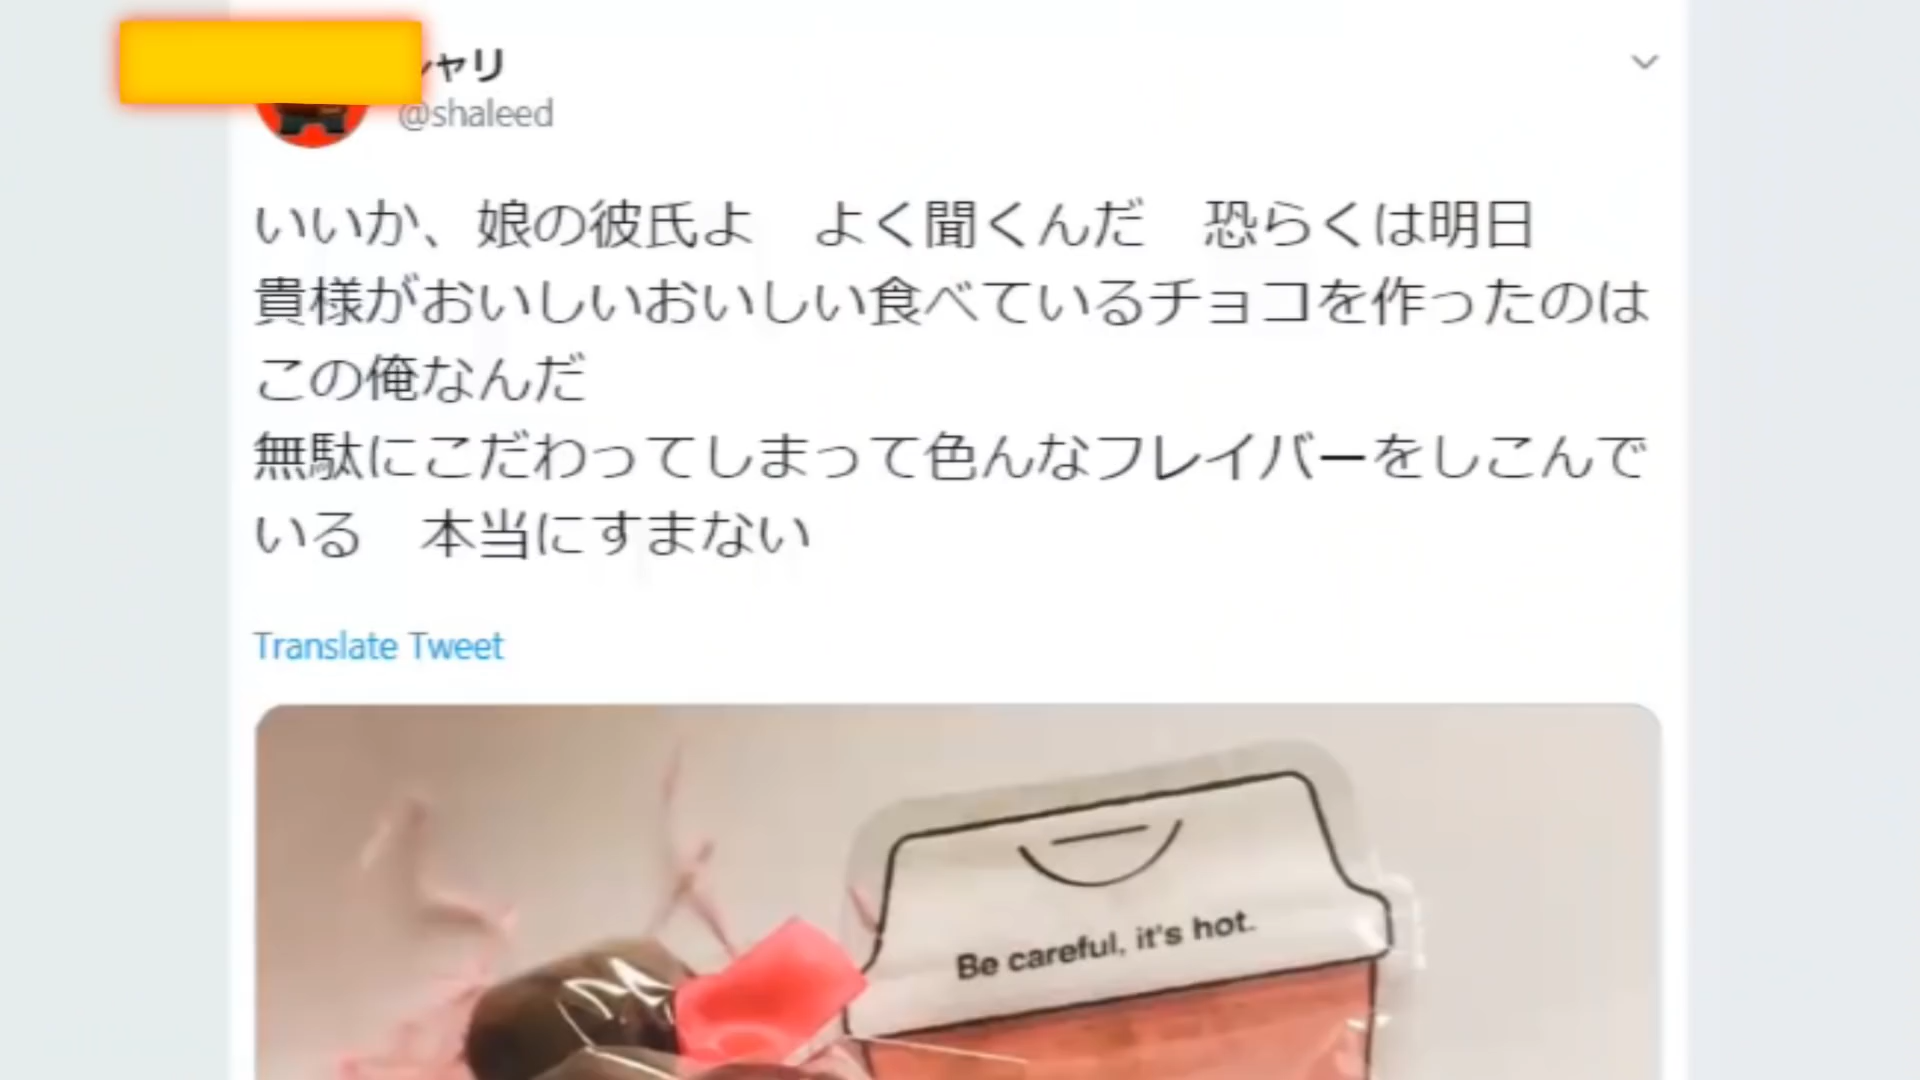 ャリ
@shaleed
いいか、娘の彼氏よ　よく聞くんだ　恐らくは明日
貴様がおいしいおいしい食べているチョコを作ったのは
この俺なんだ
無駄にこだわってしまって色んなフレイバーをしこんで
いる　本当にすまない
Translate Tweet
Be careful, it's hot.